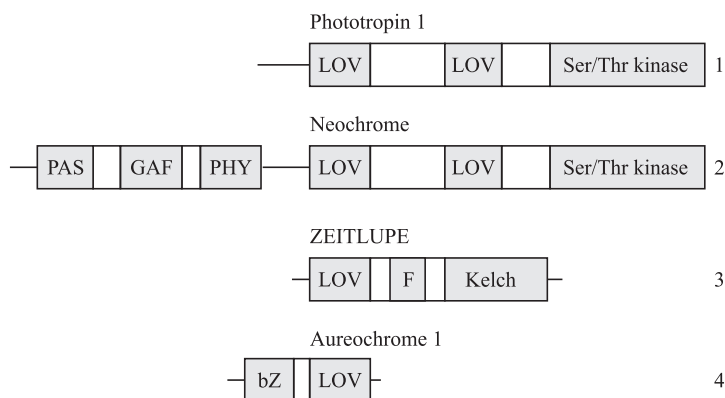 Phototropin 1
LOV LOV Ser/Thr kinase 1
Neochrome
PAS GAF PHY LOV LOV Ser/Thr kinase 2
ZEITLUPE
LOV F Kelch 3
Aureochrome 1
bZ LOV 4